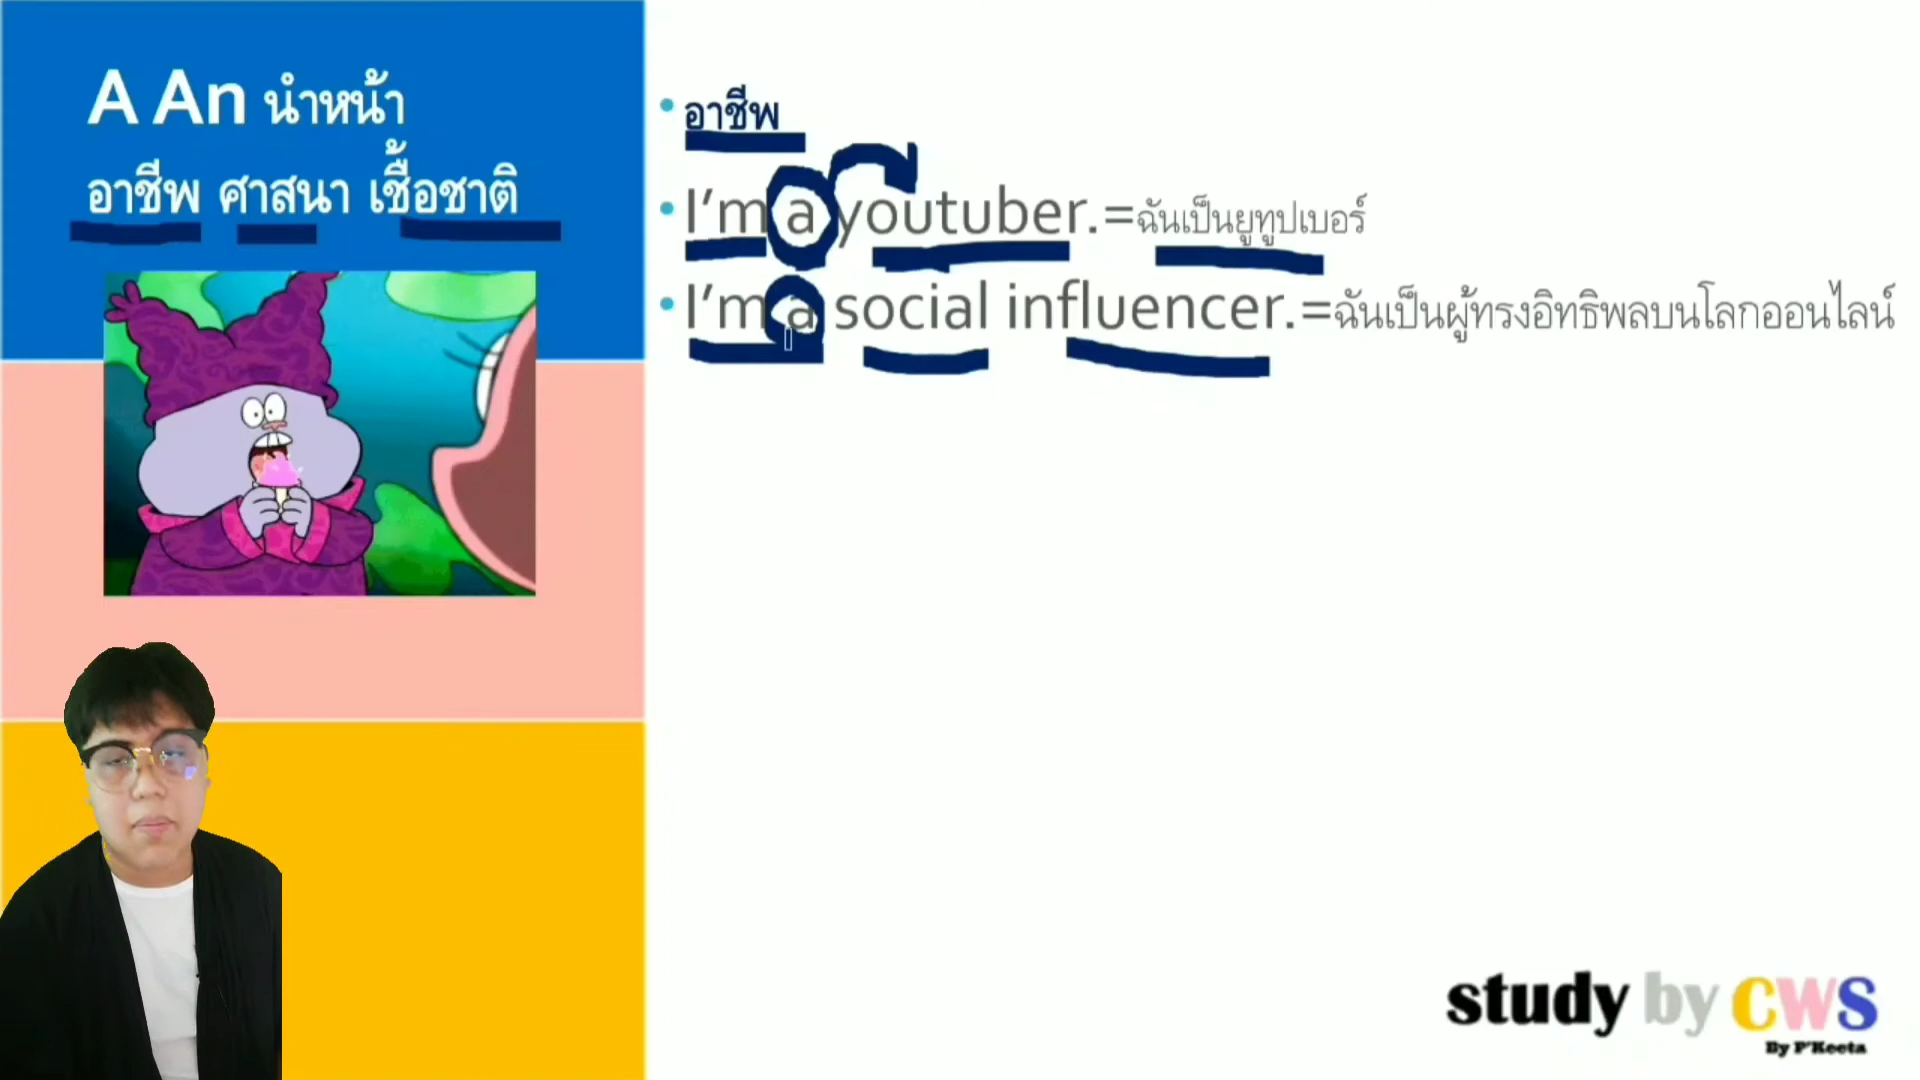 A An นำหน้า
อาชีพ ศาสนา เชื้อชาติ
อาชีพ
I'm a youtuber.=ฉันเป็นยูทูปเบอร์
I'm a social influencer.=ฉันเป็นผู้ทรงอิทธิพลบนโลกออนไลน์
study by CWS
By P'Keeta